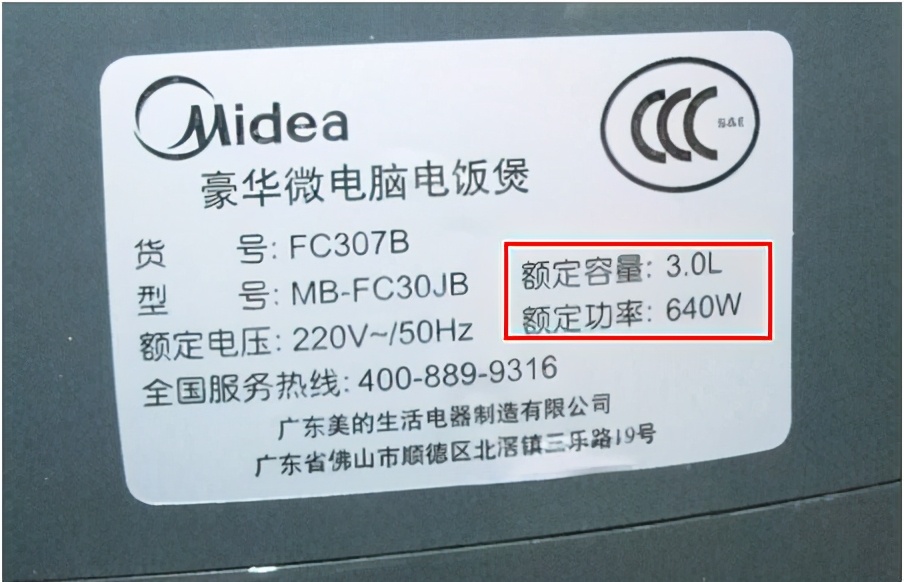 Midea
CCC S&E
豪华微电脑电饭煲
货 号: FC307B
型 号: MB-FC30JB
额定容量: 3.0L
额定电压: 220V~/50Hz
额定功率: 640W
全国服务热线: 400-889-9316
广东美的生活电器制造有限公司
广东省佛山市顺德区北滘镇三乐路19号